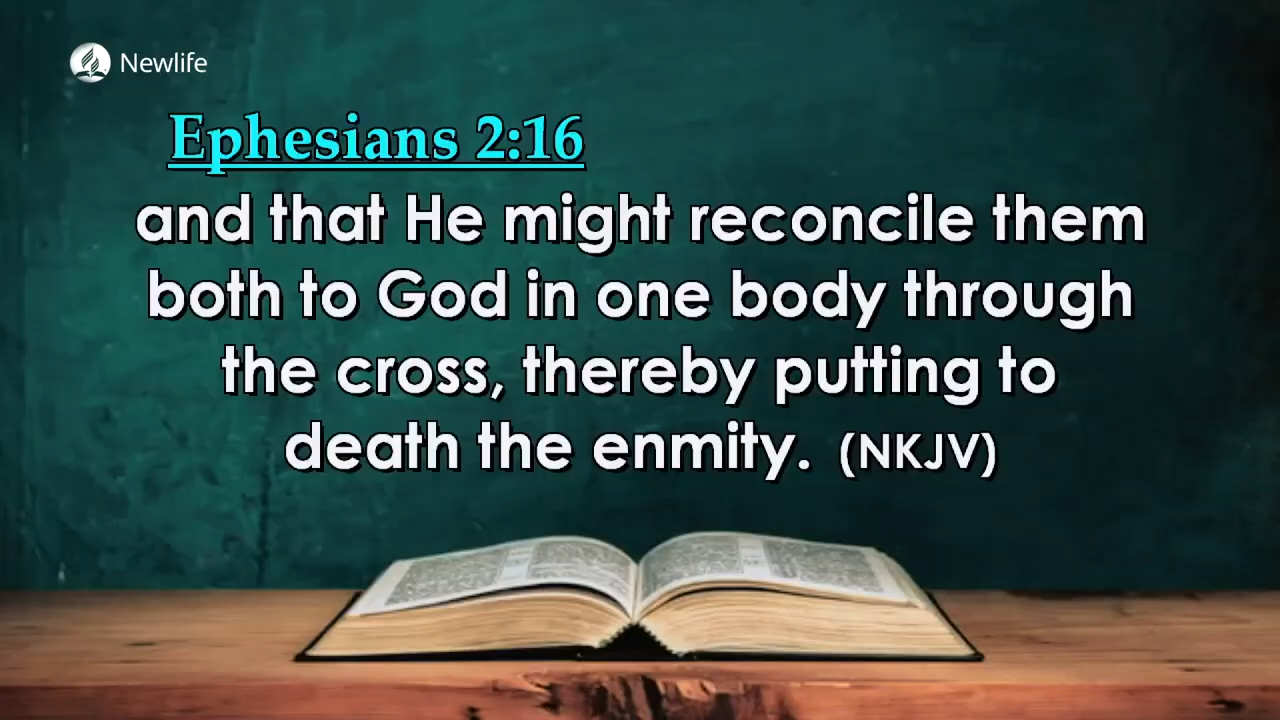 Newlife
Ephesians 2:16
and that He might reconcile them
both to God in one body through
the cross, thereby putting to
death the enmity. (NKJV)